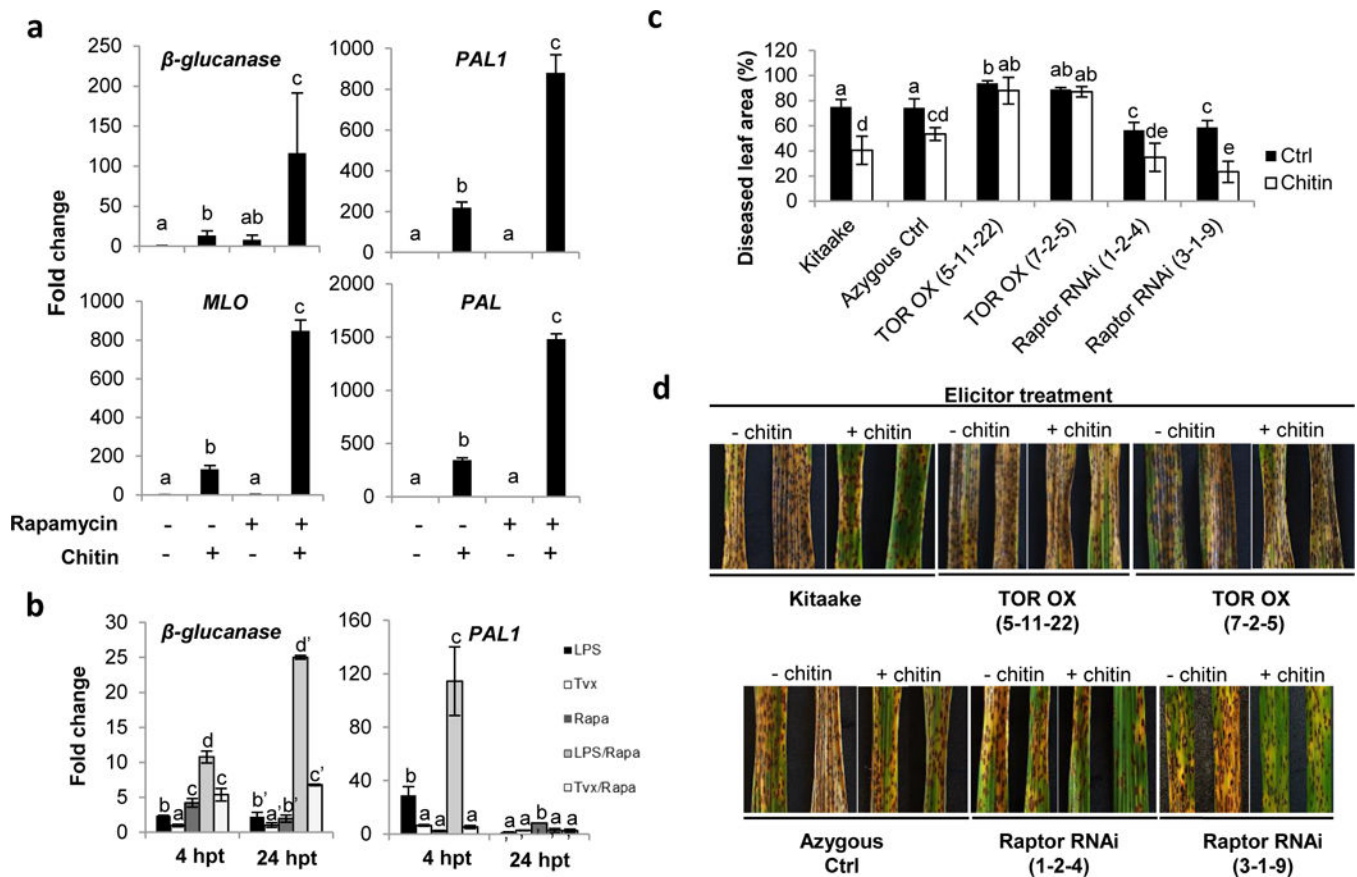 a
β-glucanase
PAL1
250
200
150
100
50
0
a
b
ab
c
1000
800
600
400
200
0
a
b
a
c
Fold change
MLO
PAL
1000
800
600
400
200
0
a
b
a
c
2000
1500
1000
500
0
a
b
a
c
Rapamycin - - + + - - + +
Chitin - + - + - + - +
b
β-glucanase
PAL1
Fold change
30
25
20
15
10
5
0
b a c d c
b’ a’ b’ d’ c’
4 hpt 24 hpt
160
120
80
40
0
b a a c a
a a b a a
4 hpt 24 hpt
LPS
Tvx
Rapa
LPS/Rapa
Tvx/Rapa
c
Diseased leaf area (%)
120
100
80
60
40
20
0
a d a cd b ab ab ab c de c e
Ctrl
Chitin
Kitaake
Azygous Ctrl
TOR OX (5-11-22)
TOR OX (7-2-5)
Raptor RNAi (1-2-4)
Raptor RNAi (3-1-9)
d
Elicitor treatment
- chitin + chitin - chitin + chitin - chitin + chitin
Kitaake TOR OX TOR OX
(5-11-22) (7-2-5)
- chitin + chitin - chitin + chitin - chitin + chitin
Azygous Raptor RNAi Raptor RNAi
Ctrl (1-2-4) (3-1-9)